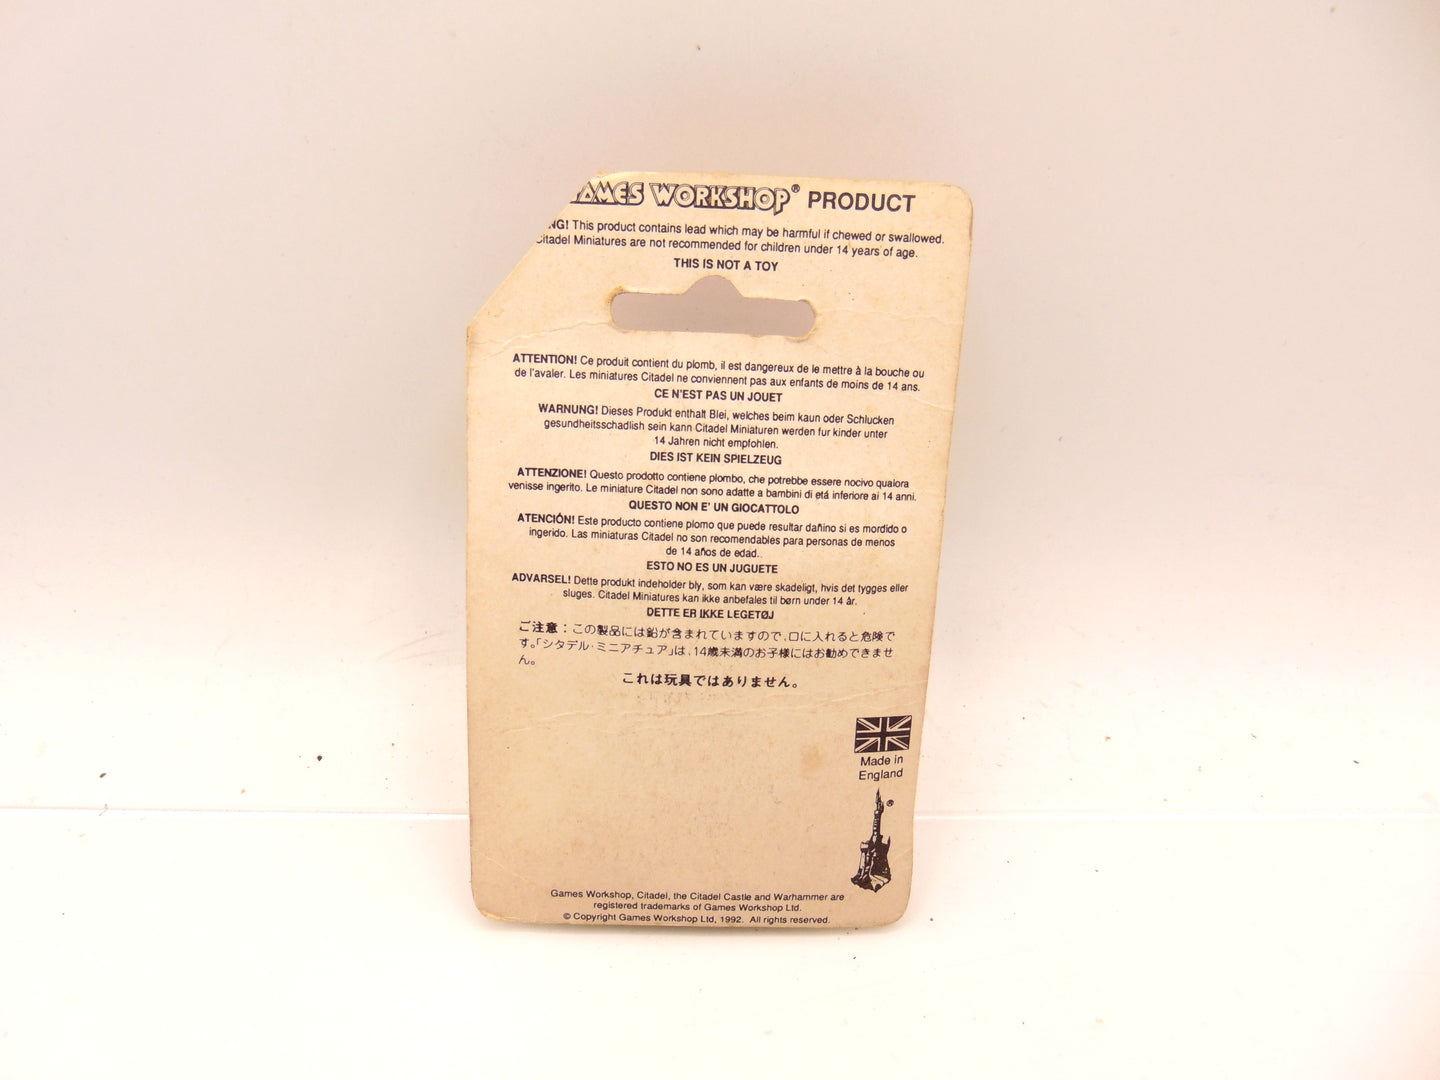 GAMES WORKSHOP® PRODUCT
NG! This product contains lead which may be harmful if chewed or swallowed.
Citadel Miniatures are not recommended for children under 14 years of age.
THIS IS NOT A TOY
ATTENTION! Ce produit contient du plomb, il est dangereux de le mettre à la bouche ou
de l'avaler. Les miniatures Citadel ne conviennent pas aux enfants de moins de 14 ans.
CE N'EST PAS UN JOUET
WARNUNG! Dieses Produkt enthalt Blei, welches beim kaun oder Schlucken
gesundheitsschadlish sein kann Citadel Miniaturen werden fur kinder unter
14 Jahren nicht empfohlen.
DIES IST KEIN SPIELZEUG
ATTENZIONE! Questo prodotto contiene plombo, che potrebbe essere nocivo qualora
venisse ingerito. Le miniature Citadel non sono adatte a bambini di etá inferiore ai 14 anni.
QUESTO NON E' UN GIOCATTOLO
ATENCIÓN! Este producto contiene plomo que puede resultar dañino si es mordido o
ingerido. Las miniaturas Citadel no son recomendables para personas de menos
de 14 años de edad.
ESTO NO ES UN JUGUETE
ADVARSEL! Dette produkt indeholder bly, som kan være skadeligt, hvis det tygges eller
sluges. Citadel Miniatures kan ikke anbefales til børn under 14 år.
DETTE ER IKKE LEGETØJ
ご注意：この製品には鉛が含まれていますので、口に入れると危険で
す。「シタデル・ミニアチュア」は、14歳未満のお子様にはお勧めできませ
ん。
これは玩具ではありません。
Made in
England
®
Games Workshop, Citadel, the Citadel Castle and Warhammer are
registered trademarks of Games Workshop Ltd.
© Copyright Games Workshop Ltd, 1992. All rights reserved.